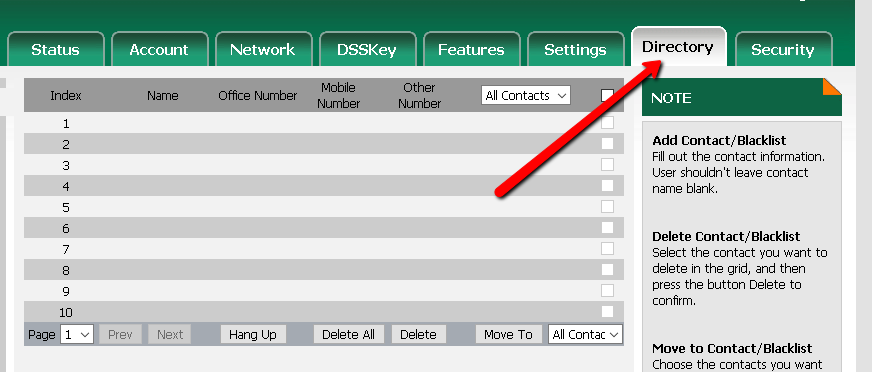 Status Account Network DSSKey Features Settings Directory Security
Index Name Office Number Mobile Number Other Number All Contacts
1
2
3
4
5
6
7
8
9
10
Page 1 Prev Next Hang Up Delete All Delete Move To All Contac
NOTE
Add Contact/Blacklist
Fill out the contact information.
User shouldn't leave contact
name blank.
Delete Contact/Blacklist
Select the contact you want to
delete in the grid, and then
press the button Delete to
confirm.
Move to Contact/Blacklist
Choose the contacts you want